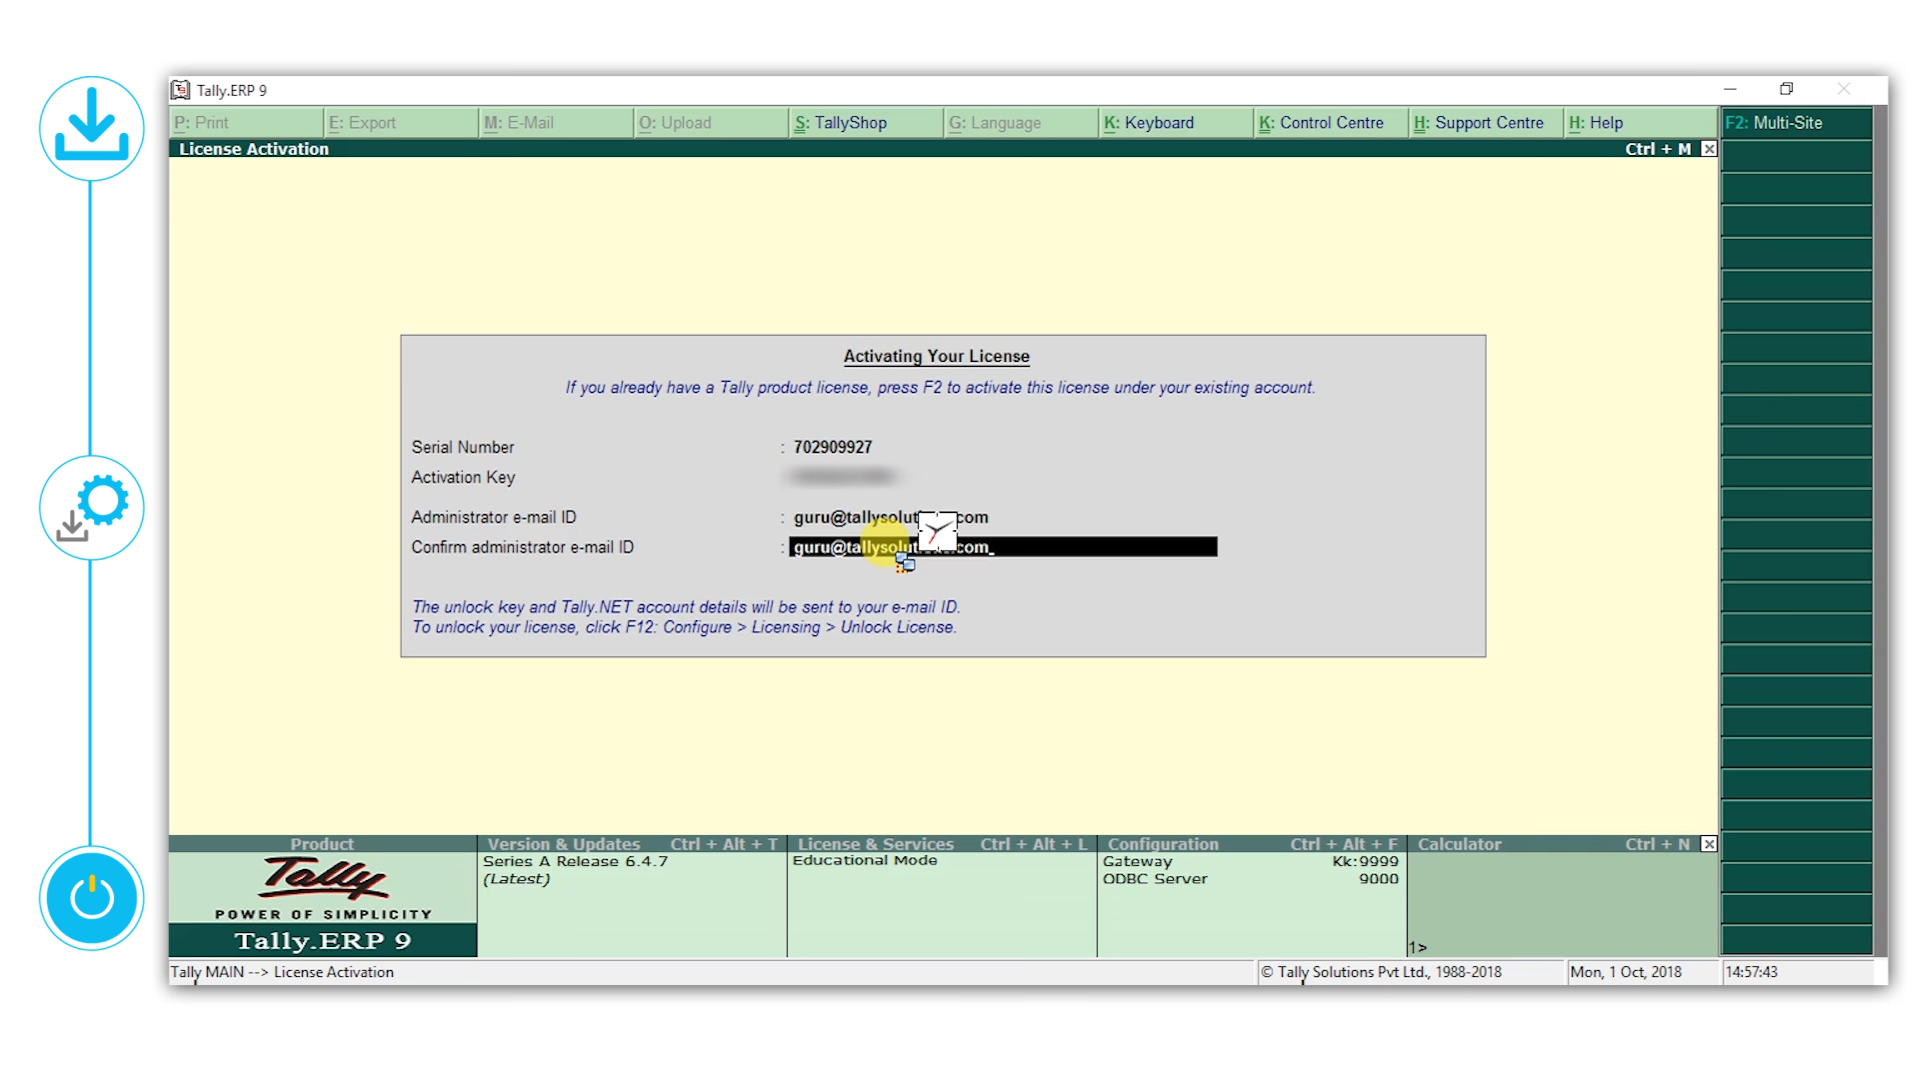 Tally.ERP 9
P: Print E: Export M: E-Mail O: Upload S: TallyShop G: Language K: Keyboard K: Control Centre H: Support Centre H: Help F2: Multi-Site
License Activation Ctrl + M
Activating Your License
If you already have a Tally product license, press F2 to activate this license under your existing account.
Serial Number : 702909927
Activation Key
Administrator e-mail ID :
Confirm administrator e-mail ID :
The unlock key and Tally.NET account details will be sent to your e-mail ID.
To unlock your license, click F12: Configure > Licensing > Unlock License.
Product Version & Updates Ctrl + Alt + T License & Services Ctrl + Alt + L Configuration Ctrl + Alt + F Calculator Ctrl + N
Tally
POWER OF SIMPLICITY
Tally.ERP 9
Series A Release 6.4.7
(Latest)
Educational Mode
Gateway Kk:9999
ODBC Server 9000
1>
Tally MAIN --> License Activation © Tally Solutions Pvt Ltd., 1988-2018 Mon, 1 Oct, 2018 14:57:43